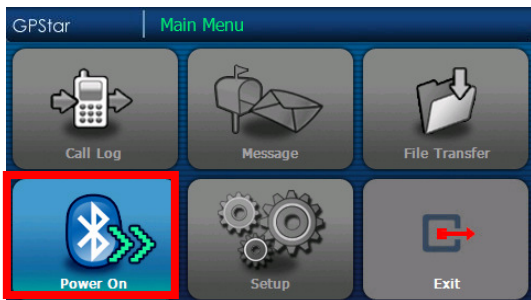 GPStar Main Menu
Call Log Message File Transfer
Power On Setup Exit